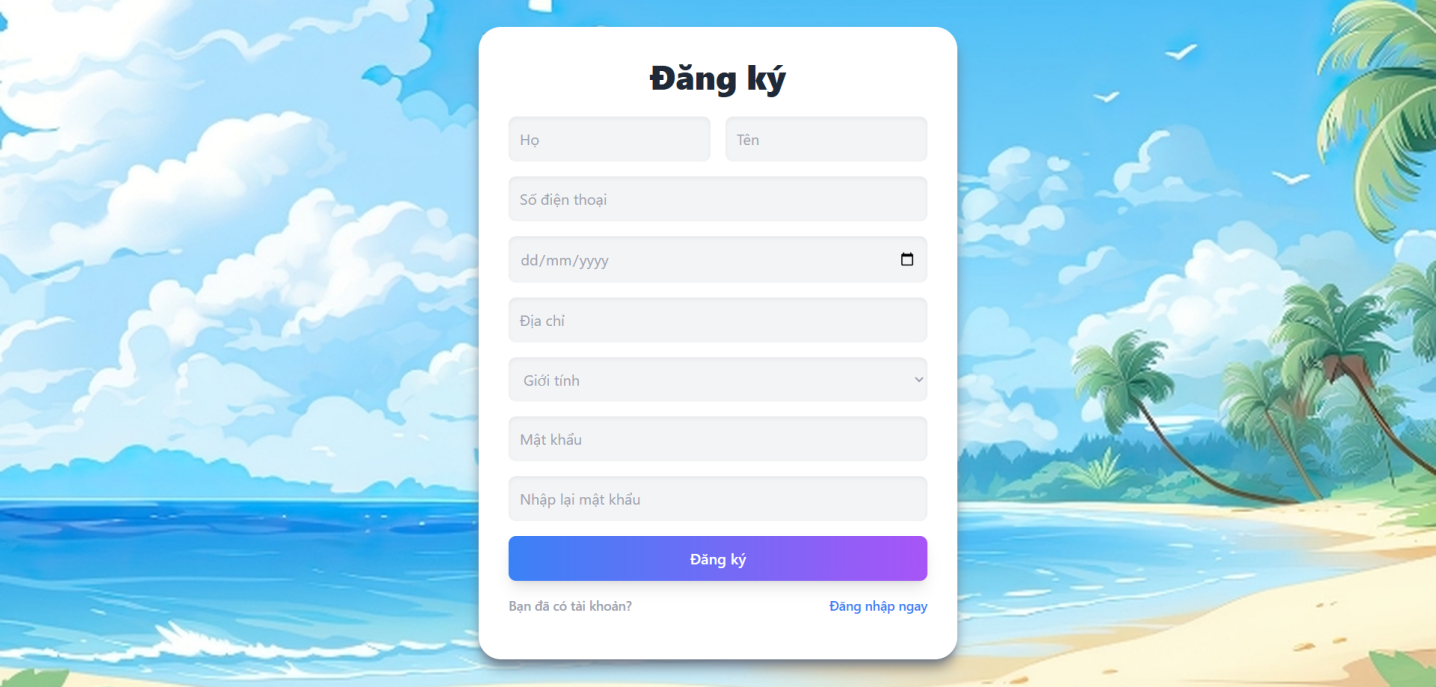 Đăng ký
Họ
Tên
Số điện thoại
dd/mm/yyyy
Địa chỉ
Giới tính
Mật khẩu
Nhập lại mật khẩu
Đăng ký
Bạn đã có tài khoản?
Đăng nhập ngay